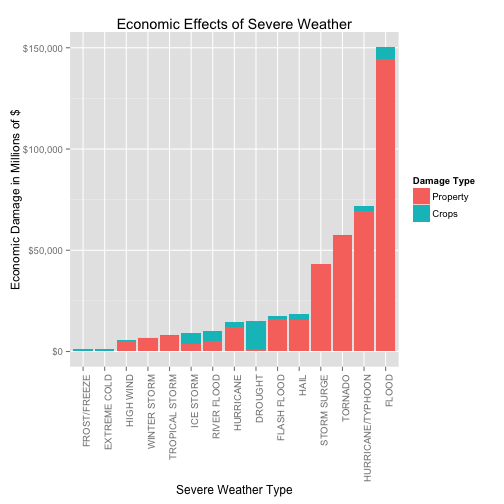 Economic Effects of Severe Weather
Economic Damage in Millions of $
$150,000
$100,000
$50,000
$0
Damage Type
Property
Crops
FROST/FREEZE
EXTREME COLD
HIGH WIND
WINTER STORM
TROPICAL STORM
ICE STORM
RIVER FLOOD
HURRICANE
DROUGHT
FLASH FLOOD
HAIL
STORM SURGE
TORNADO
HURRICANE/TYPHOON
FLOOD
Severe Weather Type